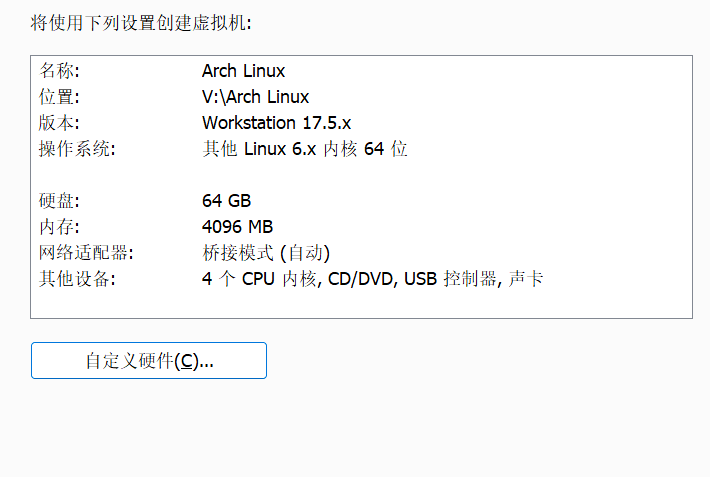 将使用下列设置创建虚拟机:
名称: Arch Linux
位置: V:\Arch Linux
版本: Workstation 17.5.x
操作系统: 其他 Linux 6.x 内核 64 位
硬盘: 64 GB
内存: 4096 MB
网络适配器: 桥接模式 (自动)
其他设备: 4 个 CPU 内核, CD/DVD, USB 控制器, 声卡
自定义硬件(C)...